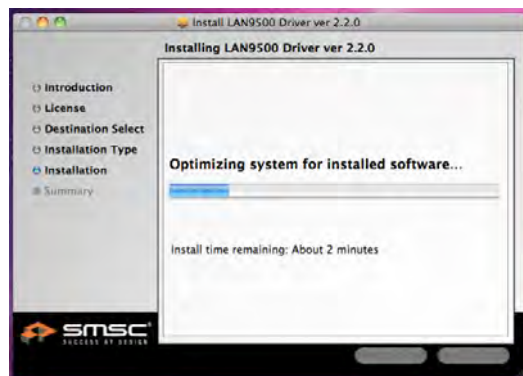 Install LAN9500 Driver ver 2.2.0
Installing LAN9500 Driver ver 2.2.0
Introduction
License
Destination Select
Installation Type
Installation
Summary
Optimizing system for installed software...
Install time remaining: About 2 minutes
smsc
SUCCESS BY DESIGN